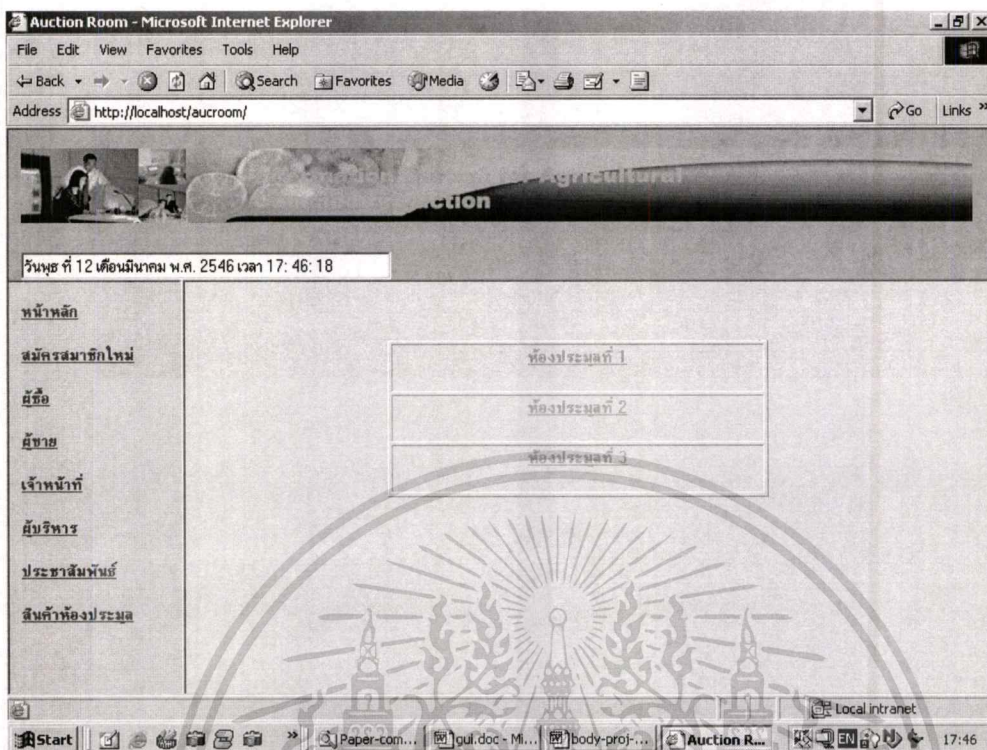 Auction Room - Microsoft Internet Explorer
File Edit View Favorites Tools Help
Back Search Favorites Media
Address http://localhost/aucroom/ Go Links »
for Agricultural
วันพุธ ที่ 12 เดือนมีนาคม พ.ศ. 2546 เวลา 17: 46: 18
หน้าหลัก
สมัครสมาชิกใหม่
ผู้ซื้อ
ผู้ขาย
เจ้าหน้าที่
ผู้บริหาร
ประชาสัมพันธ์
สินค้าห้องประมูล
ห้องประมูลที่ 1
ห้องประมูลที่ 2
ห้องประมูลที่ 3
Local intranet
Start » Paper-com... gui.doc - Mi... body-proj-... Auction R... EN 17:46